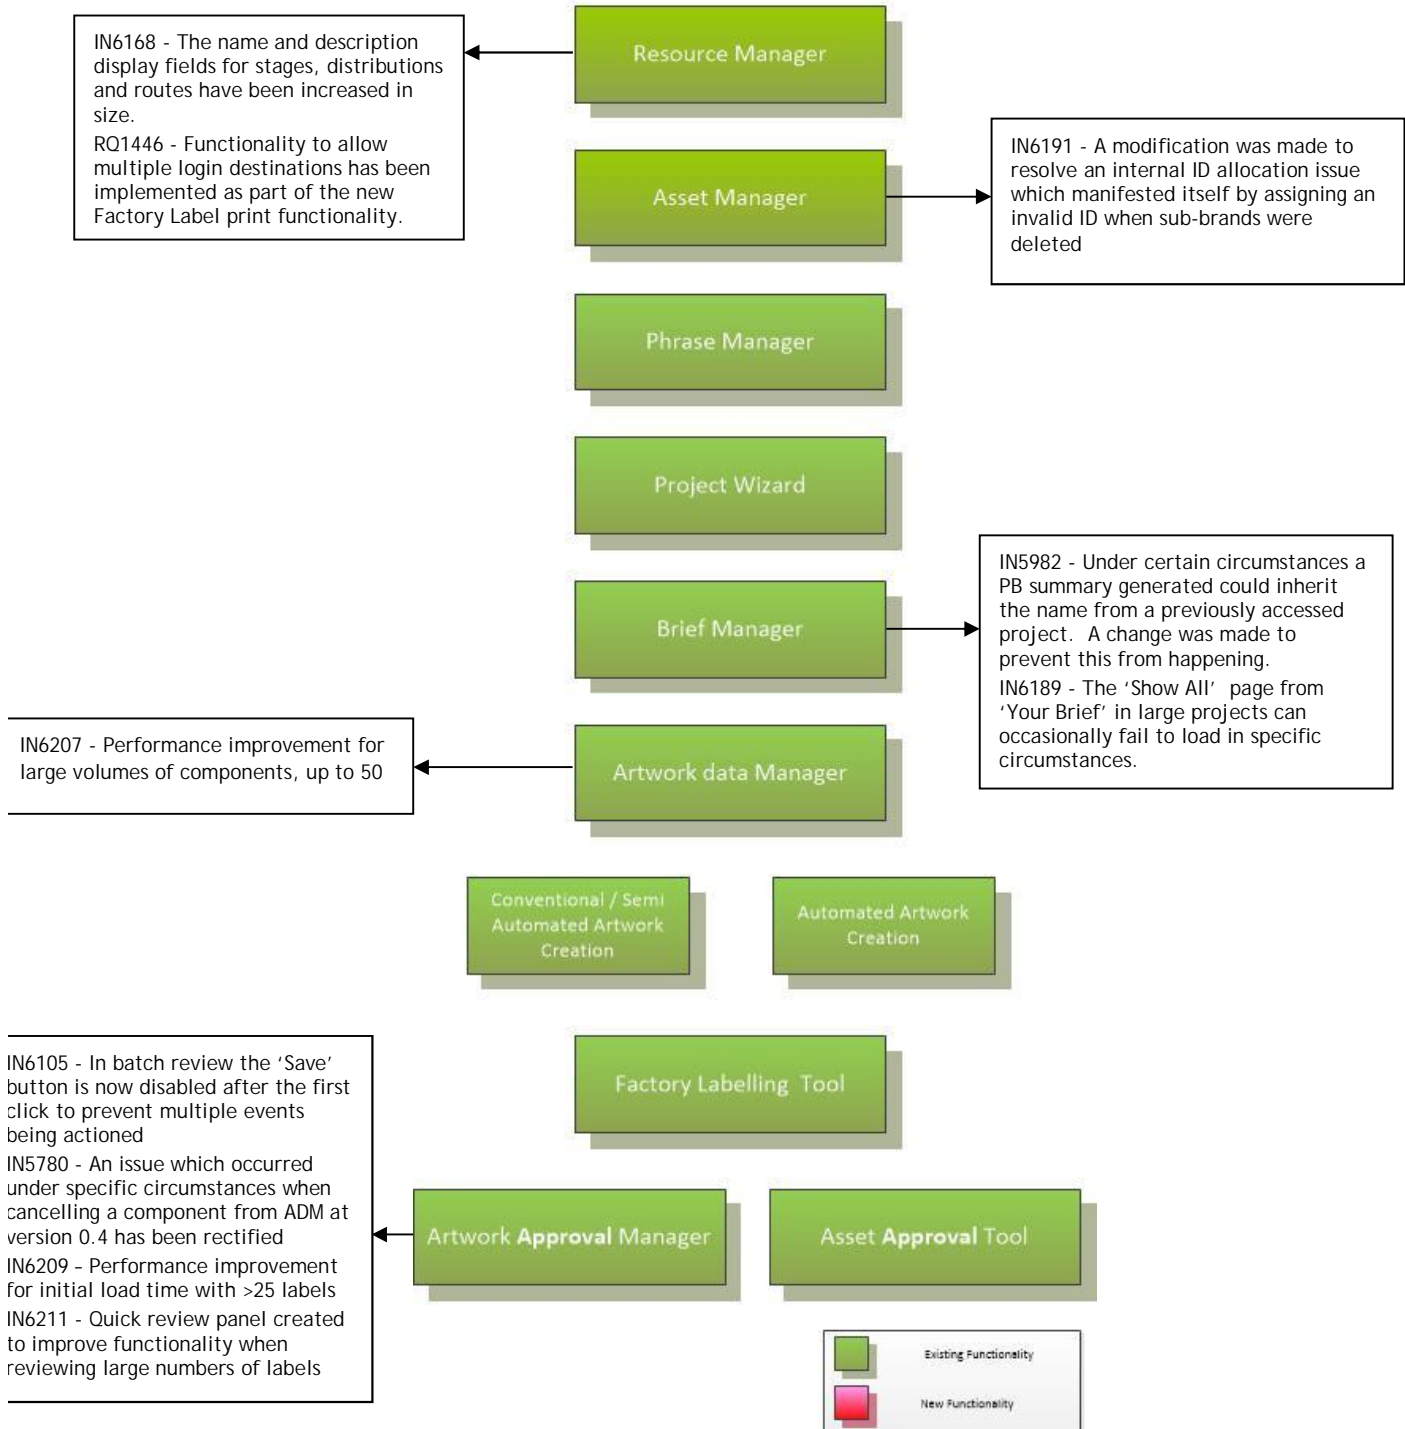 IN6168 - The name and description
display fields for stages, distributions
and routes have been increased in
size.
RQ1446 - Functionality to allow
multiple login destinations has been
implemented as part of the new
Factory Label print functionality.
Resource Manager
Asset Manager
IN6191 - A modification was made to
resolve an internal ID allocation issue
which manifested itself by assigning an
invalid ID when sub-brands were
deleted
Phrase Manager
Project Wizard
Brief Manager
IN5982 - Under certain circumstances a
PB summary generated could inherit
the name from a previously accessed
project.  A change was made to
prevent this from happening.
IN6189 - The ‘Show All’  page from
‘Your Brief’ in large projects can
occasionally fail to load in specific
circumstances.
IN6207 - Performance improvement for
large volumes of components, up to 50
Artwork data Manager
Conventional / Semi
Automated Artwork
Creation
Automated Artwork
Creation
Factory Labelling  Tool
IN6105 - In batch review the ‘Save’
button is now disabled after the first
click to prevent multiple events
being actioned
IN5780 - An issue which occurred
under specific circumstances when
cancelling a component from ADM at
version 0.4 has been rectified
IN6209 – Performance improvement
for initial load time with >25 labels
IN6211 - Quick review panel created
to improve functionality when
reviewing large numbers of labels
Artwork Approval Manager
Asset Approval Tool
Existing Functionality
New Functionality